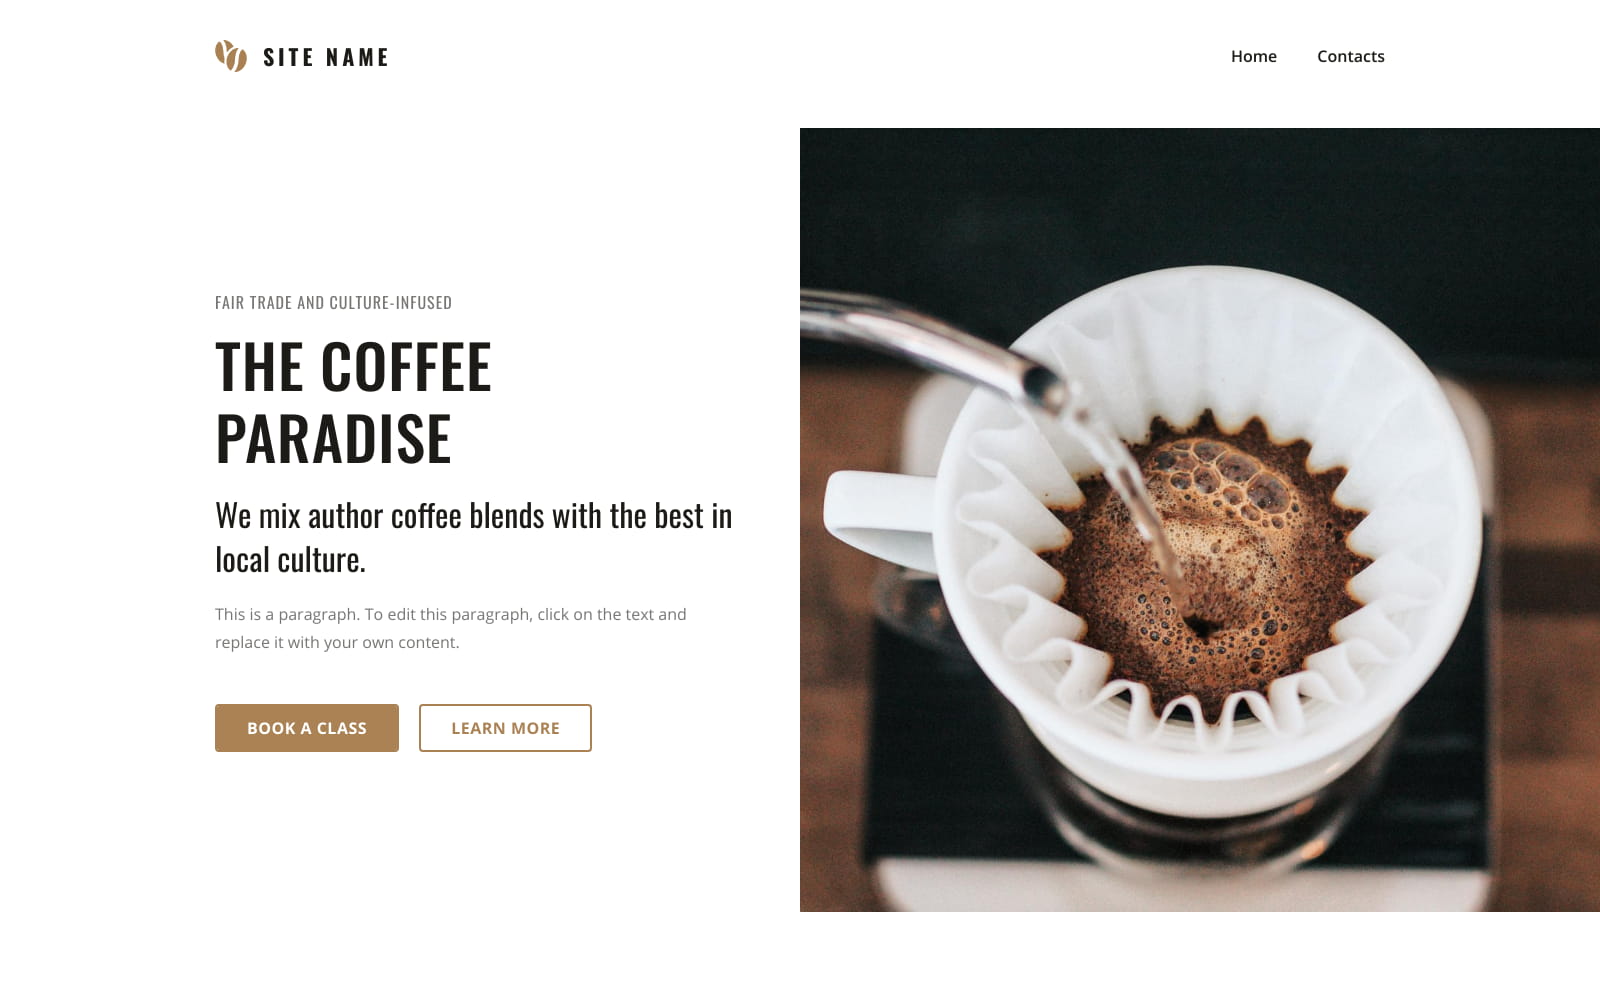 SITE NAME
Home
Contacts
FAIR TRADE AND CULTURE-INFUSED
THE COFFEE
PARADISE
We mix author coffee blends with the best in
local culture.
This is a paragraph. To edit this paragraph, click on the text and
replace it with your own content.
BOOK A CLASS
LEARN MORE